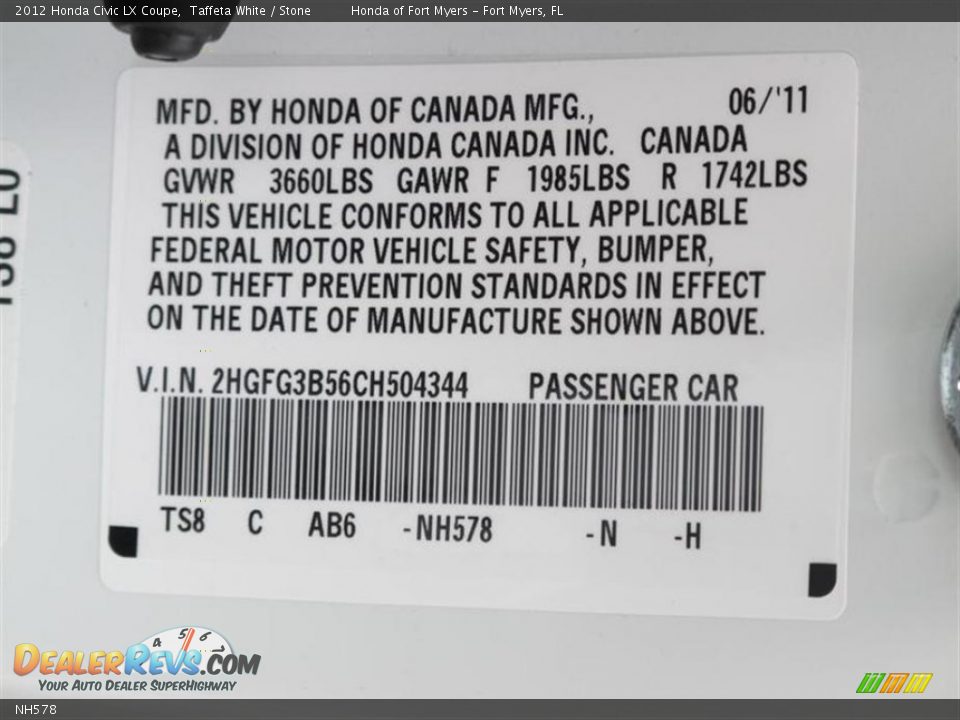 2012 Honda Civic LX Coupe, Taffeta White / Stone Honda of Fort Myers - Fort Myers, FL
06/'11
MFD. BY HONDA OF CANADA MFG.,
A DIVISION OF HONDA CANADA INC. CANADA
GVWR 3660LBS GAWR F 1985LBS R 1742LBS
THIS VEHICLE CONFORMS TO ALL APPLICABLE
FEDERAL MOTOR VEHICLE SAFETY, BUMPER,
AND THEFT PREVENTION STANDARDS IN EFFECT
ON THE DATE OF MANUFACTURE SHOWN ABOVE.
V.I.N. 2HGFG3B56CH504344 PASSENGER CAR
TS8 C AB6 -NH578 -N -H
4 5 6
DEALERREVS.COM
YOUR AUTO DEALER SUPERHIGHWAY
NH578